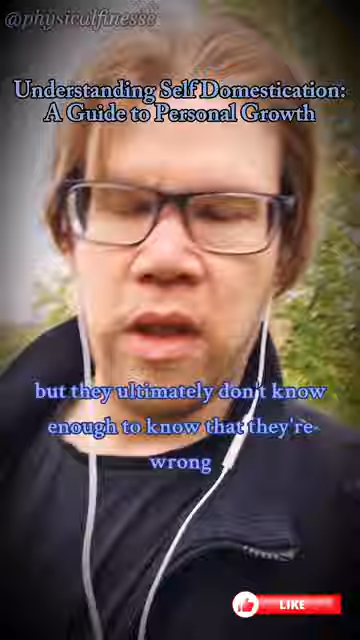 @physicalfiness8
Understanding Self Domestication:
A Guide to Personal Growth
but they ultimately don't know
enough to know that they're
wrong
LIKE